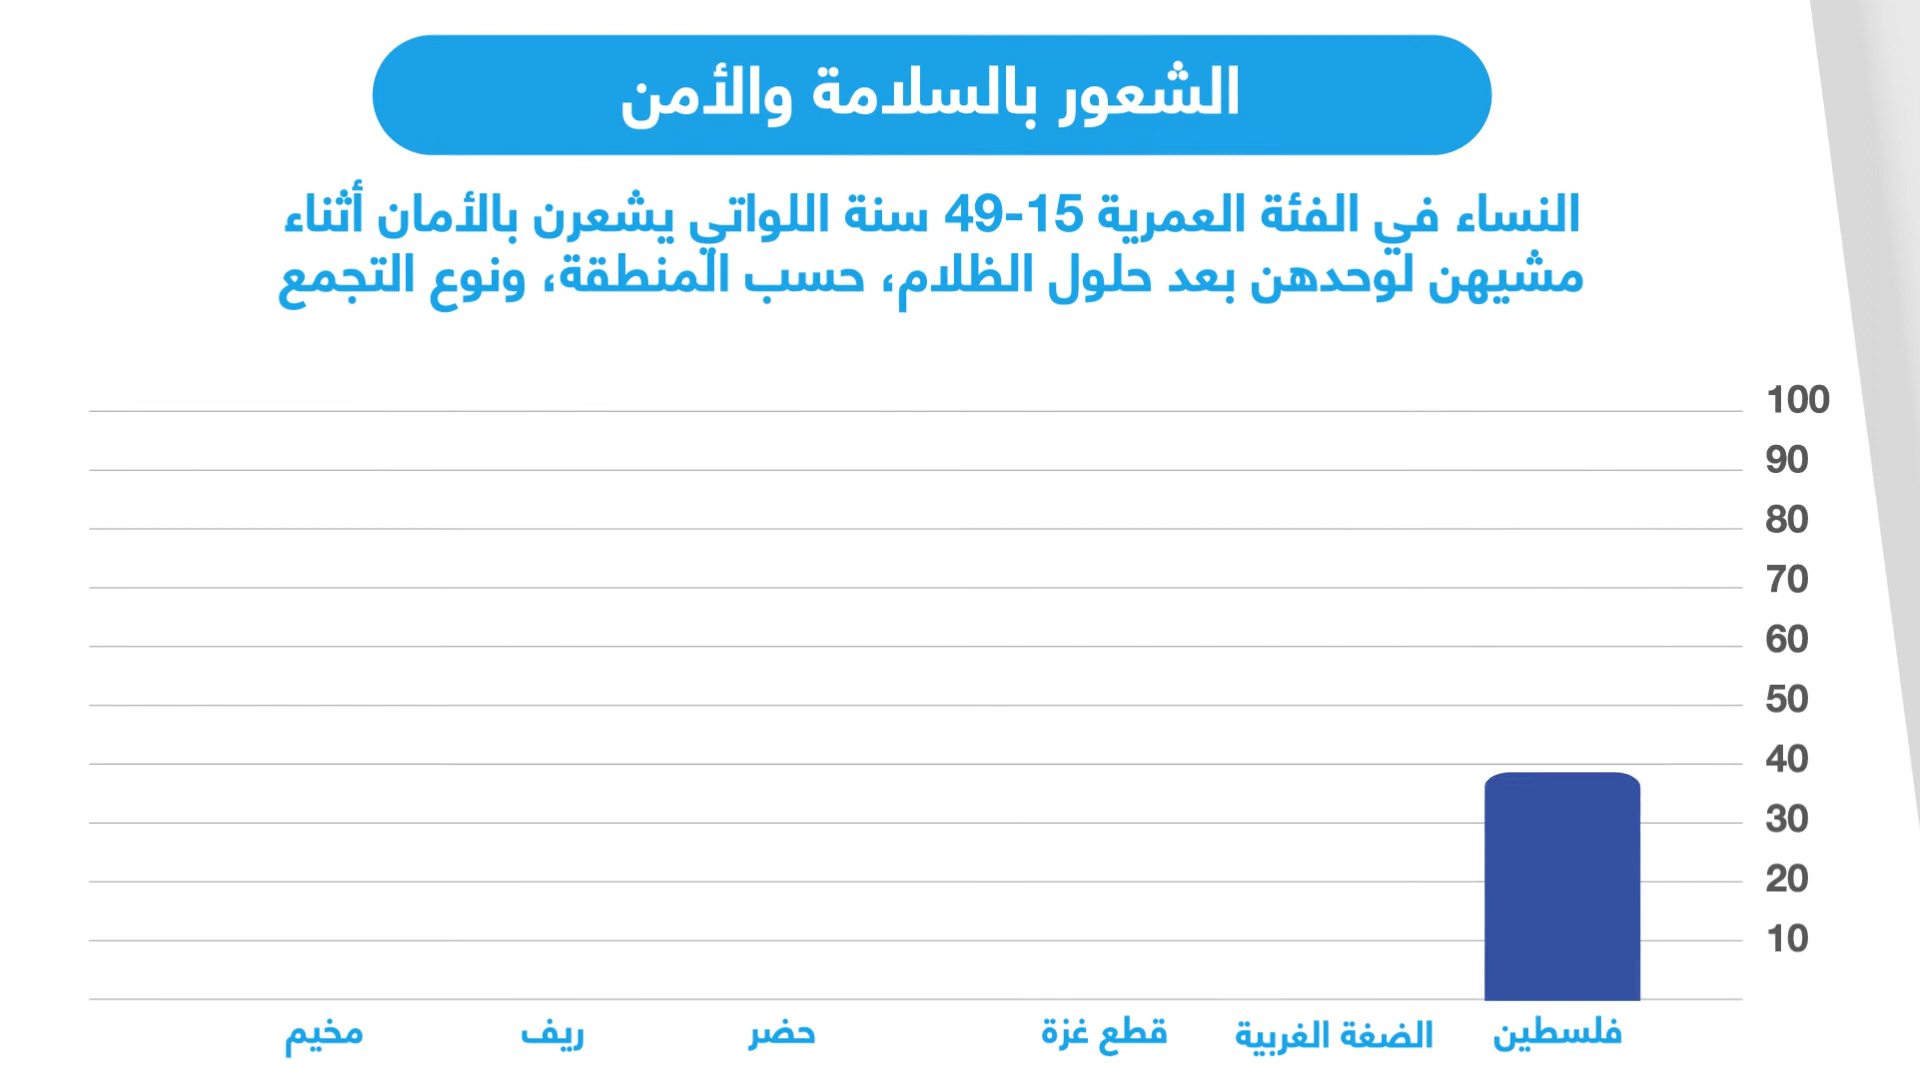 الشعور بالسلامة والأمن
النساء في الفئة العمرية 15-49 سنة اللواتي يشعرن بالأمان أثناء
مشيهن لوحدهن بعد حلول الظلام، حسب المنطقة، ونوع التجمع
100
90
80
70
60
50
40
30
20
10
فلسطين
الضغة الغربية
قطع غزة
حضر
ريف
مخيم